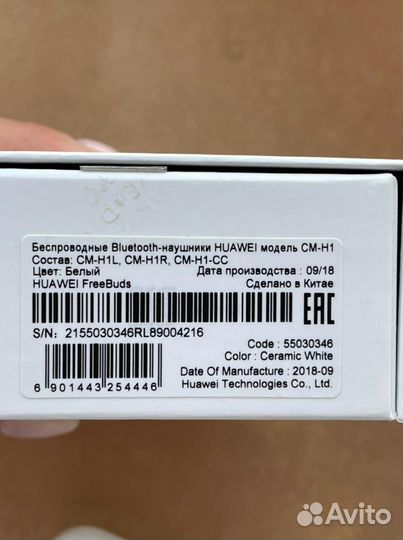 Беспроводные Bluetooth-наушники HUAWEI модель CM-H1
Состав: CM-H1L, CM-H1R, CM-H1-CC
Цвет: Белый Дата производства : 09/18
HUAWEI FreeBuds Сделано в Китае
EAC
S/N: 2155030346RL89004216
Code : 55030346
Color : Ceramic White
6 901443 254446
Date Of Manufacture : 2018-09
Huawei Technologies Co., Ltd.
Avito